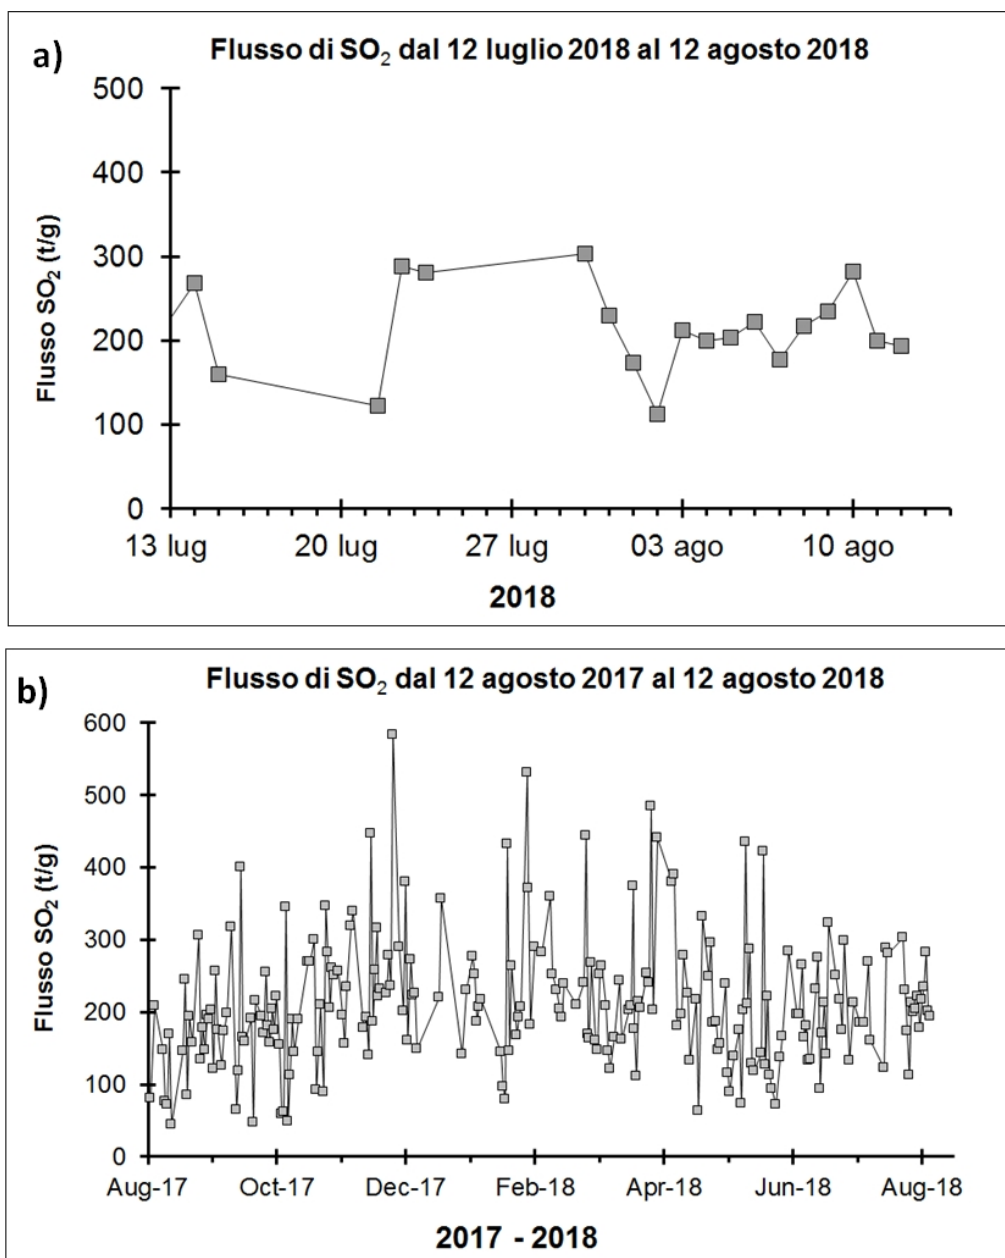 a)
Flusso di SO₂ dal 12 luglio 2018 al 12 agosto 2018
500
400
300
200
100
0
Flusso SO₂ (t/g)
13 lug 20 lug 27 lug 03 ago 10 ago
2018
b)
Flusso di SO₂ dal 12 agosto 2017 al 12 agosto 2018
600
500
400
300
200
100
0
Flusso SO₂ (t/g)
Aug-17 Oct-17 Dec-17 Feb-18 Apr-18 Jun-18 Aug-18
2017 - 2018